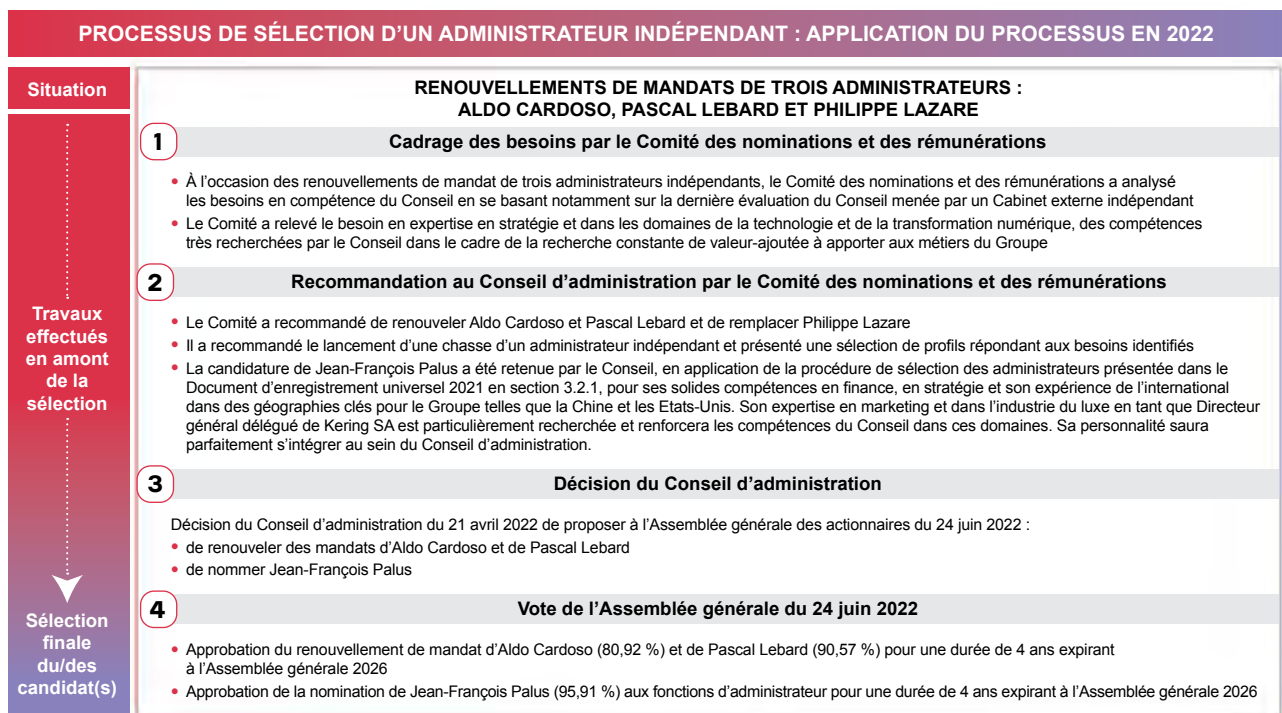 PROCESSUS DE SÉLECTION D’UN ADMINISTRATEUR INDÉPENDANT : APPLICATION DU PROCESSUS EN 2022
Situation
RENOUVELLEMENTS DE MANDATS DE TROIS ADMINISTRATEURS :
ALDO CARDOSO, PASCAL LEBARD ET PHILIPPE LAZARE
Travaux
effectués
en amont
de la
sélection
1 Cadrage des besoins par le Comité des nominations et des rémunérations
• À l’occasion des renouvellements de mandat de trois administrateurs indépendants, le Comité des nominations et des rémunérations a analysé
les besoins en compétence du Conseil en se basant notamment sur la dernière évaluation du Conseil menée par un Cabinet externe indépendant
• Le Comité a relevé le besoin en expertise en stratégie et dans les domaines de la technologie et de la transformation numérique, des compétences
très recherchées par le Conseil dans le cadre de la recherche constante de valeur-ajoutée à apporter aux métiers du Groupe
2 Recommandation au Conseil d’administration par le Comité des nominations et des rémunérations
• Le Comité a recommandé de renouveler Aldo Cardoso et Pascal Lebard et de remplacer Philippe Lazare
• Il a recommandé le lancement d’une chasse d’un administrateur indépendant et présenté une sélection de profils répondant aux besoins identifiés
• La candidature de Jean-François Palus a été retenue par le Conseil, en application de la procédure de sélection des administrateurs présentée dans le
Document d’enregistrement universel 2021 en section 3.2.1, pour ses solides compétences en finance, en stratégie et son expérience de l’international
dans des géographies clés pour le Groupe telles que la Chine et les Etats-Unis. Son expertise en marketing et dans l’industrie du luxe en tant que Directeur
général délégué de Kering SA est particulièrement recherchée et renforcera les compétences du Conseil dans ces domaines. Sa personnalité saura
parfaitement s’intégrer au sein du Conseil d’administration.
3 Décision du Conseil d’administration
Décision du Conseil d’administration du 21 avril 2022 de proposer à l’Assemblée générale des actionnaires du 24 juin 2022 :
• de renouveler des mandats d’Aldo Cardoso et de Pascal Lebard
• de nommer Jean-François Palus
Sélection
finale
du/des
candidat(s)
4 Vote de l’Assemblée générale du 24 juin 2022
• Approbation du renouvellement de mandat d’Aldo Cardoso (80,92 %) et de Pascal Lebard (90,57 %) pour une durée de 4 ans expirant
à l’Assemblée générale 2026
• Approbation de la nomination de Jean-François Palus (95,91 %) aux fonctions d’administrateur pour une durée de 4 ans expirant à l’Assemblée générale 2026